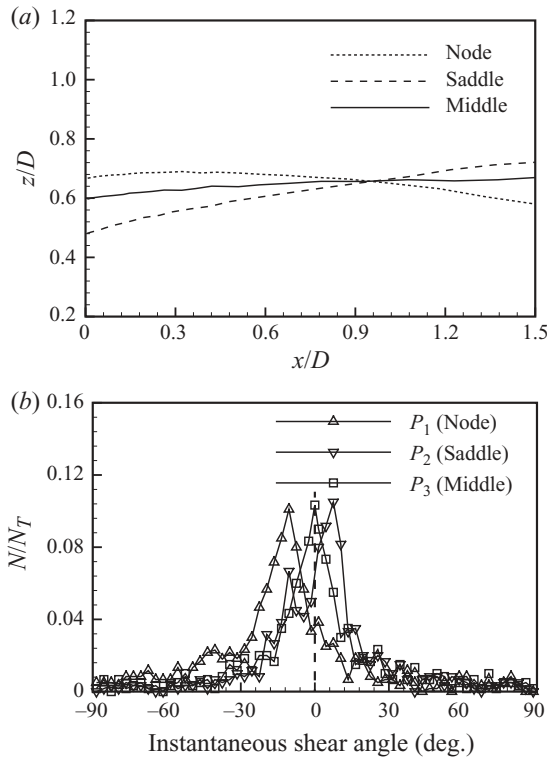 (a)
1.2
1.0
0.8
0.6
0.4
0.2
z/D
Node
Saddle
Middle
0
0.3
0.6
0.9
1.2
1.5
x/D
(b)
0.16
0.12
0.08
0.04
0
N/N_T
P_1 (Node)
P_2 (Saddle)
P_3 (Middle)
–90
–60
–30
0
30
60
90
Instantaneous shear angle (deg.)